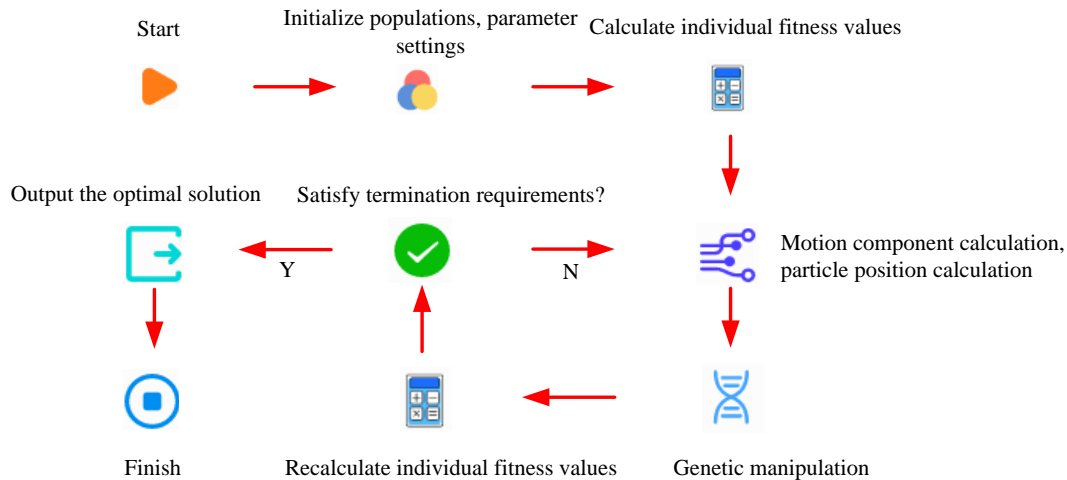 Start
Initialize populations, parameter
settings
Calculate individual fitness values
Output the optimal solution
Satisfy termination requirements?
Y
N
Motion component calculation,
particle position calculation
Finish
Recalculate individual fitness values
Genetic manipulation